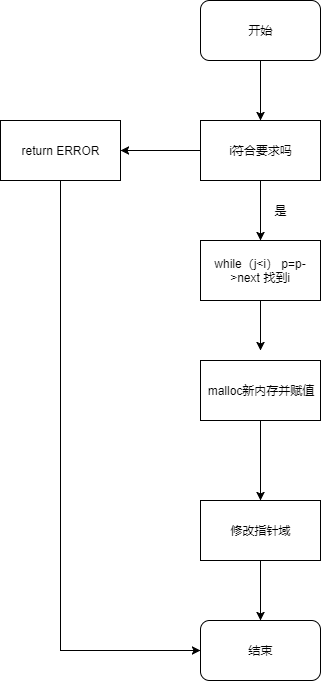 开始
return ERROR
i符合要求吗
是
while（j<i） p=p-
>next 找到i
malloc新内存并赋值
修改指针域
结束